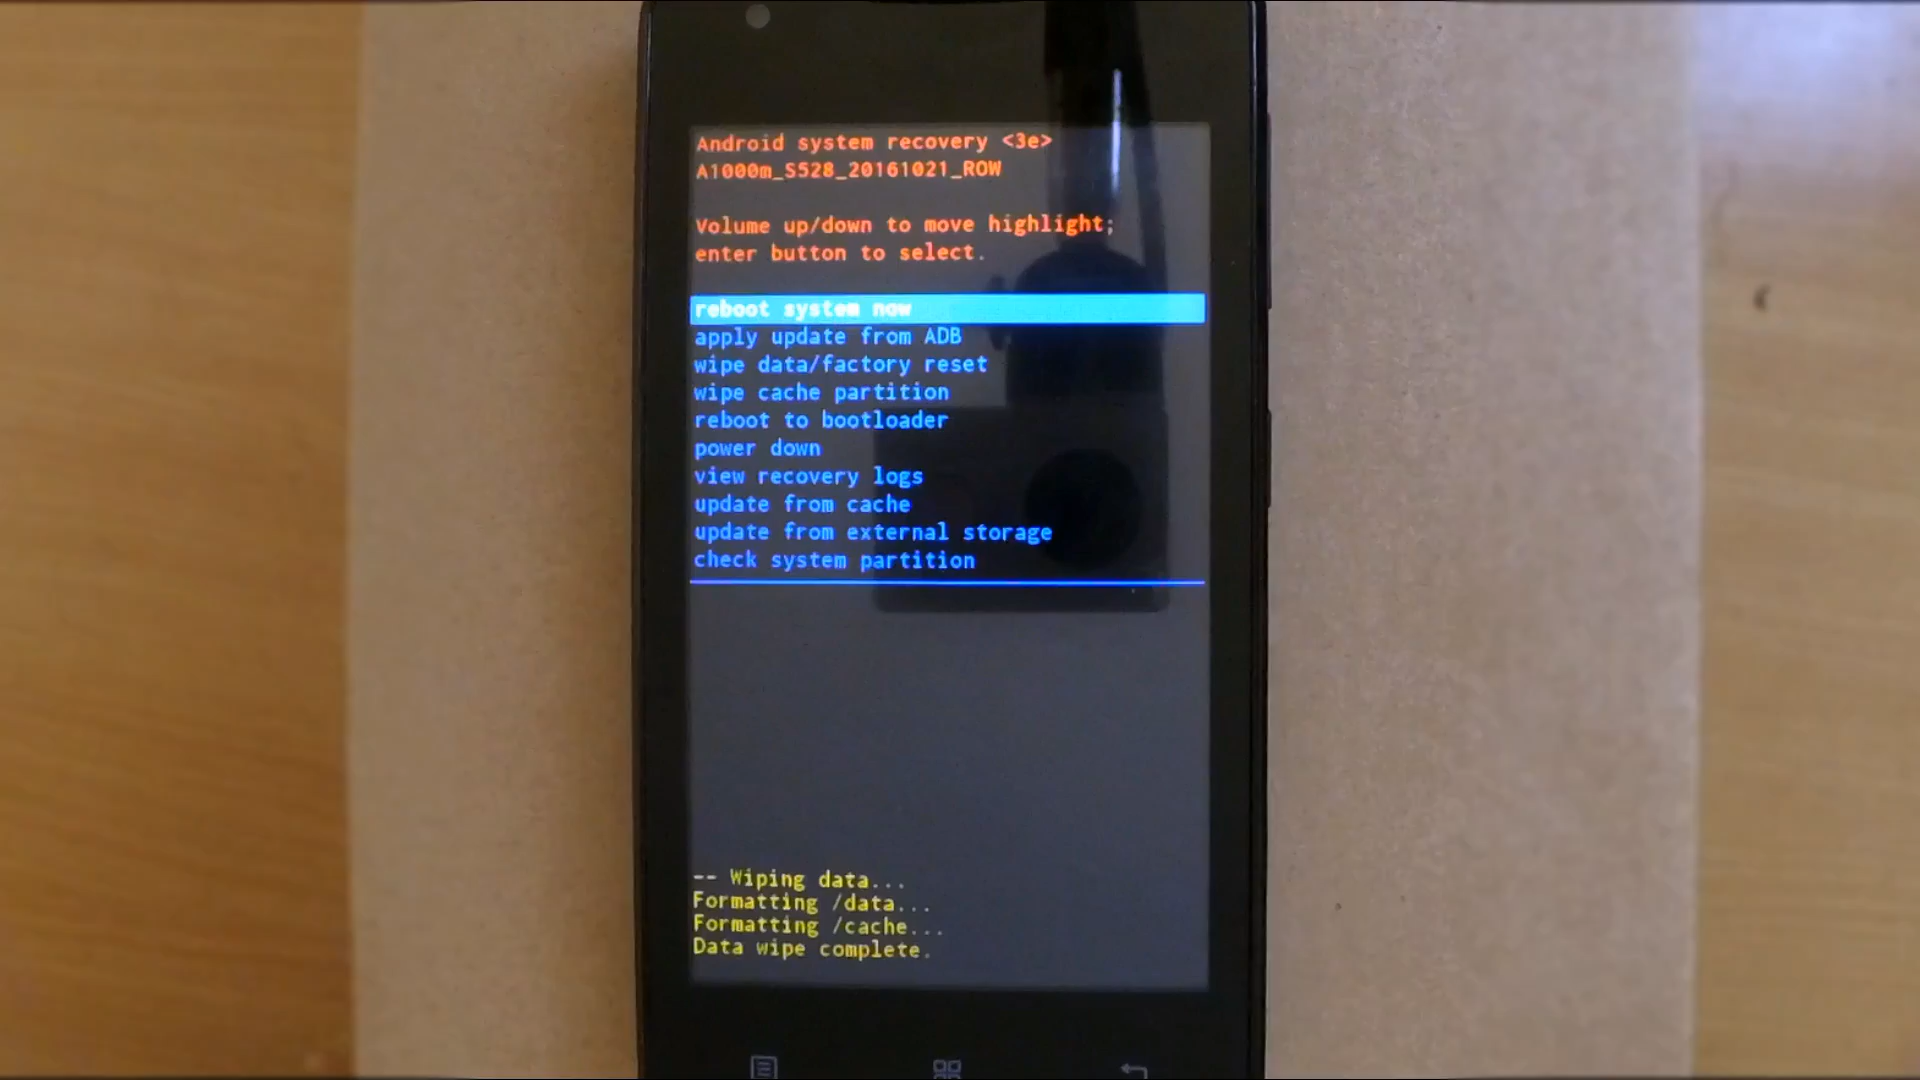 Android system recovery <3e>
A1000m_S528_20161021_ROW
Volume up/down to move highlight;
enter button to select.
reboot system now
apply update from ADB
wipe data/factory reset
wipe cache partition
reboot to bootloader
power down
view recovery logs
update from cache
update from external storage
check system partition
-- Wiping data...
Formatting /data...
Formatting /cache...
Data wipe complete.